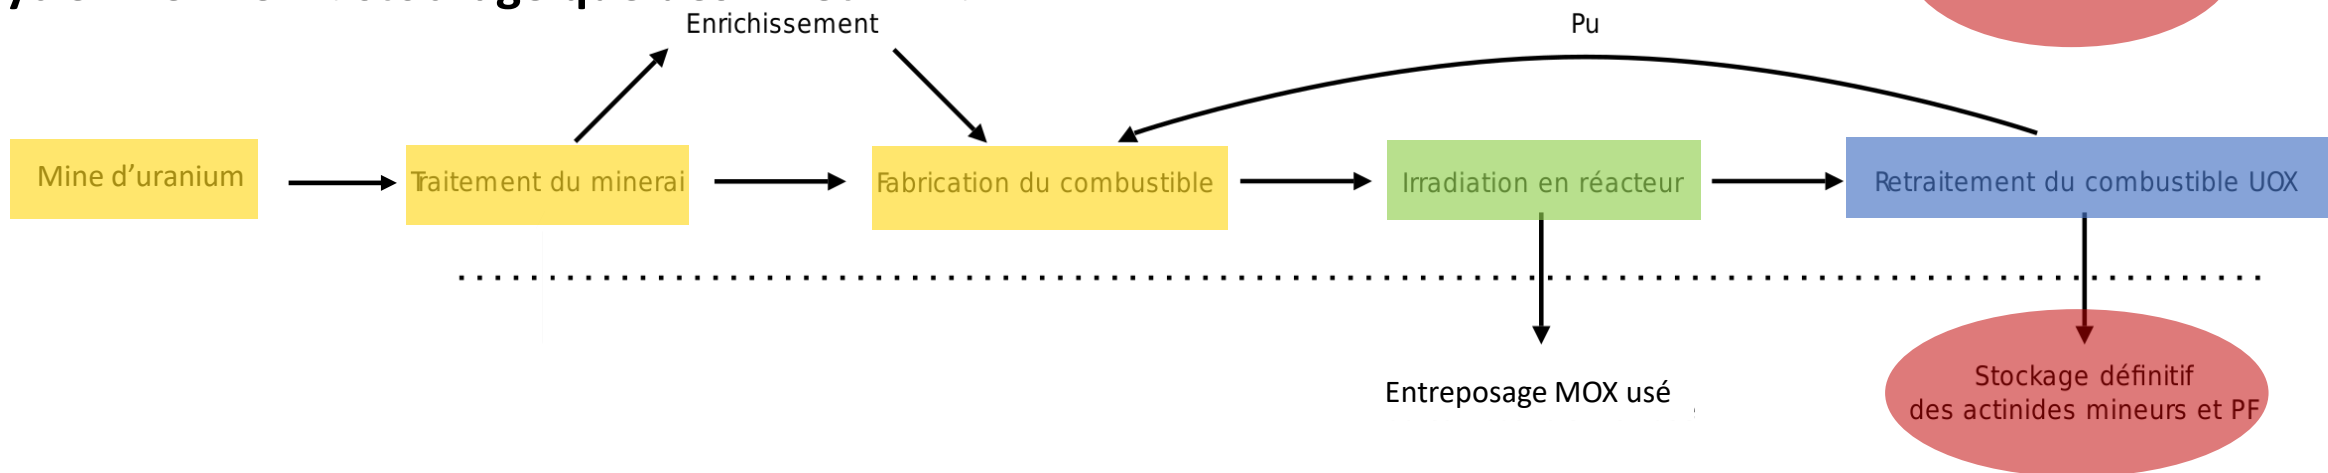 Enrichissement
Pu
Mine d’uranium
Traitement du minerai
Fabrication du combustible
Irradiation en réacteur
Retraitement du combustible UOX
Entreposage MOX usé
Stockage définitif
des actinides mineurs et PF